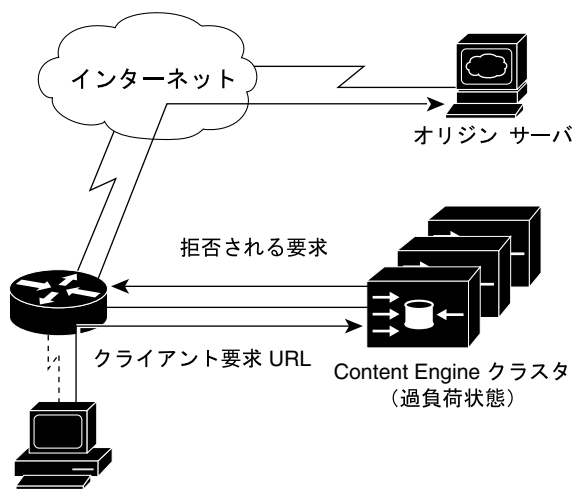 インターネット
オリジン サーバ
拒否される要求
クライアント要求 URL
Content Engine クラスタ
（過負荷状態）